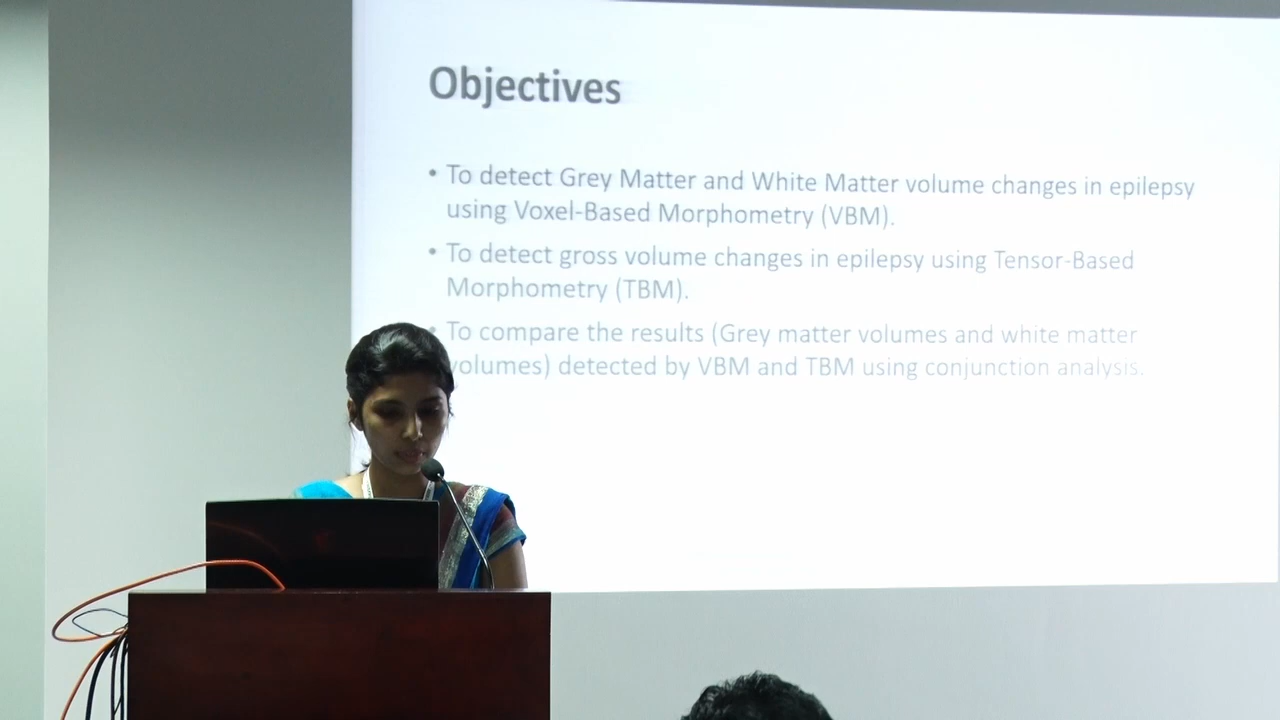 Objectives
• To detect Grey Matter and White Matter volume changes in epilepsy
using Voxel-Based Morphometry (VBM).
• To detect gross volume changes in epilepsy using Tensor-Based
Morphometry (TBM).
• To compare the results (Grey matter volumes and white matter
volumes) detected by VBM and TBM using conjunction analysis.